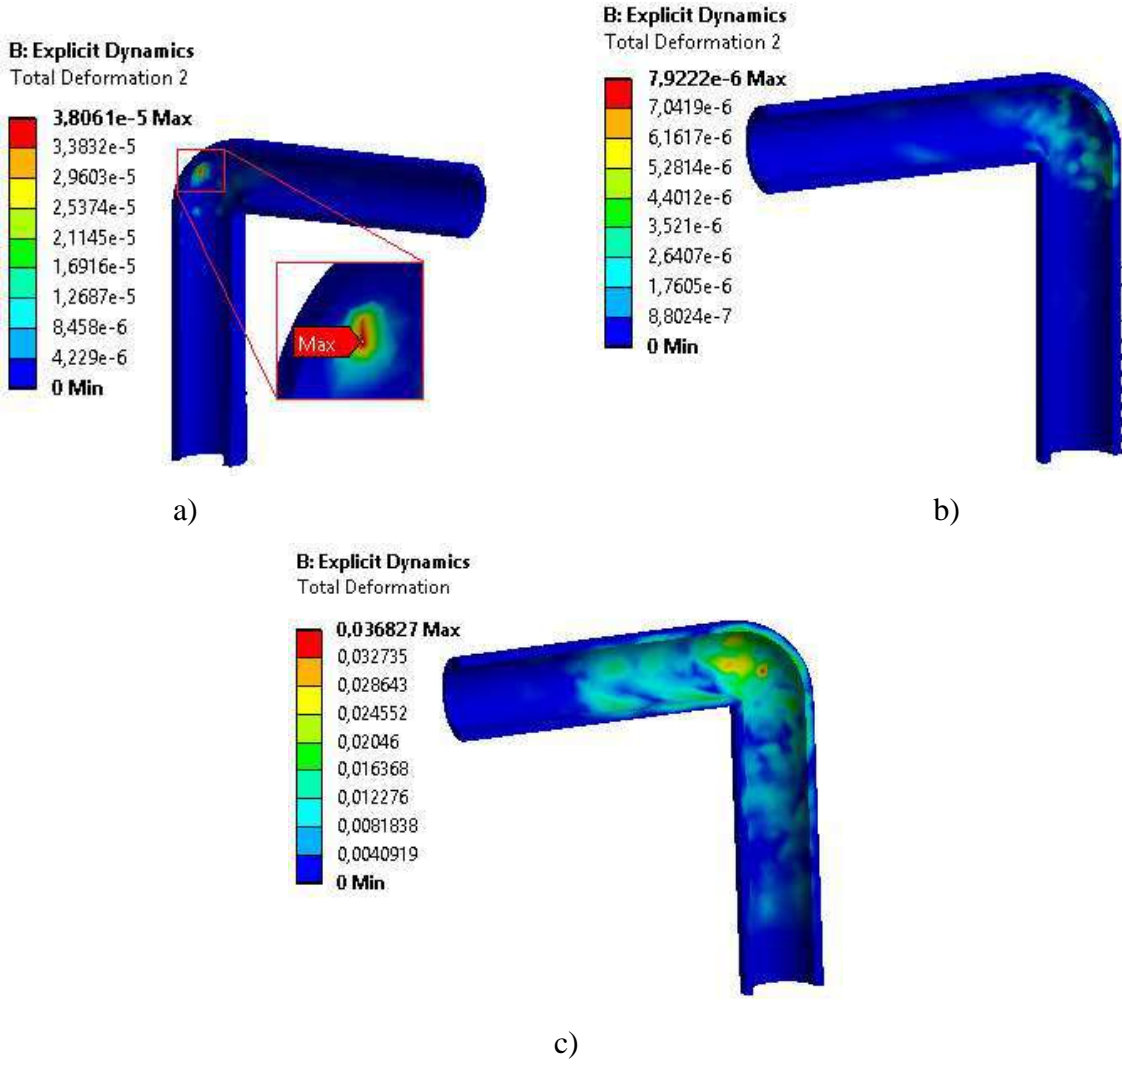 B: Explicit Dynamics
Total Deformation 2
3,8061e-5 Max
3,3832e-5
2,9603e-5
2,5374e-5
2,1145e-5
1,6916e-5
1,2687e-5
8,458e-6
4,229e-6
0 Min
Max
a)
B: Explicit Dynamics
Total Deformation 2
7,9222e-6 Max
7,0419e-6
6,1617e-6
5,2814e-6
4,4012e-6
3,521e-6
2,6407e-6
1,7605e-6
8,8024e-7
0 Min
b)
B: Explicit Dynamics
Total Deformation
0,036827 Max
0,032735
0,028643
0,024552
0,02046
0,016368
0,012276
0,0081838
0,0040919
0 Min
c)